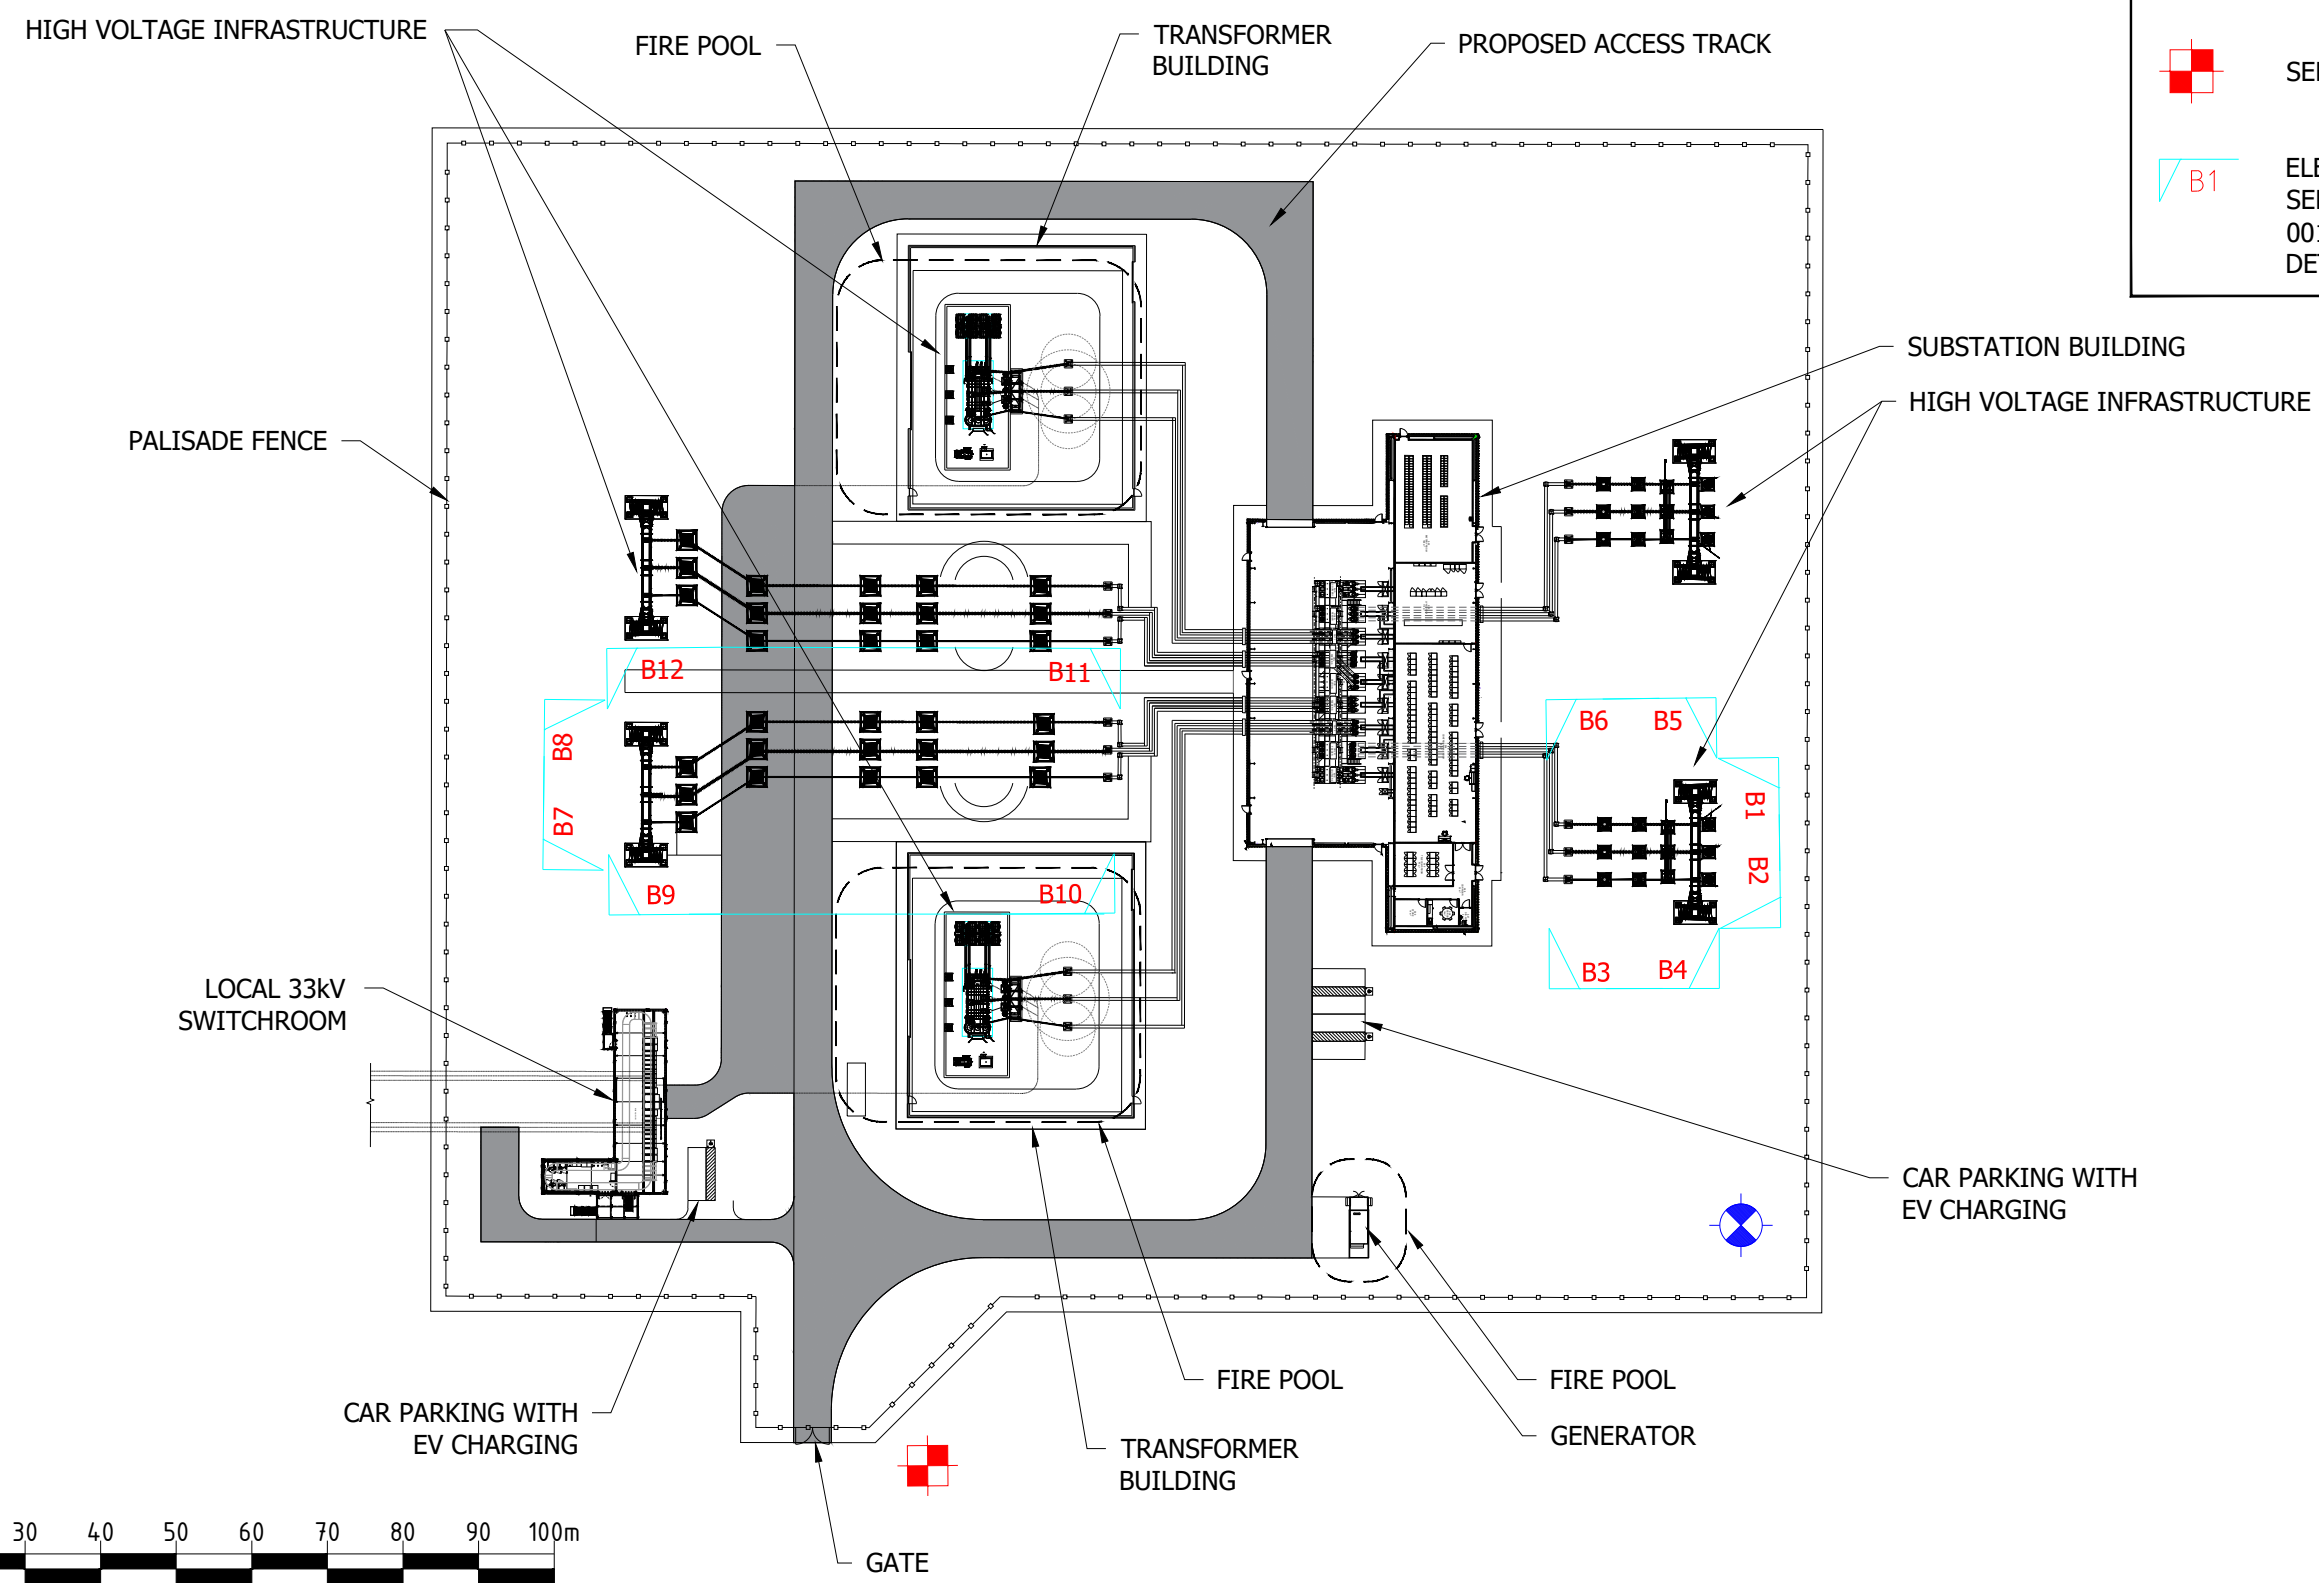 HIGH VOLTAGE INFRASTRUCTURE
FIRE POOL
TRANSFORMER
BUILDING
PROPOSED ACCESS TRACK
B1
SUBSTATION BUILDING
HIGH VOLTAGE INFRASTRUCTURE
PALISADE FENCE
B12
B11
B6
B5
B8
B7
B1
B2
B9
B10
B3
B4
LOCAL 33kV
SWITCHROOM
CAR PARKING WITH
EV CHARGING
FIRE POOL
FIRE POOL
CAR PARKING WITH
EV CHARGING
GENERATOR
TRANSFORMER
BUILDING
30 40 50 60 70 80 90 100m
GATE